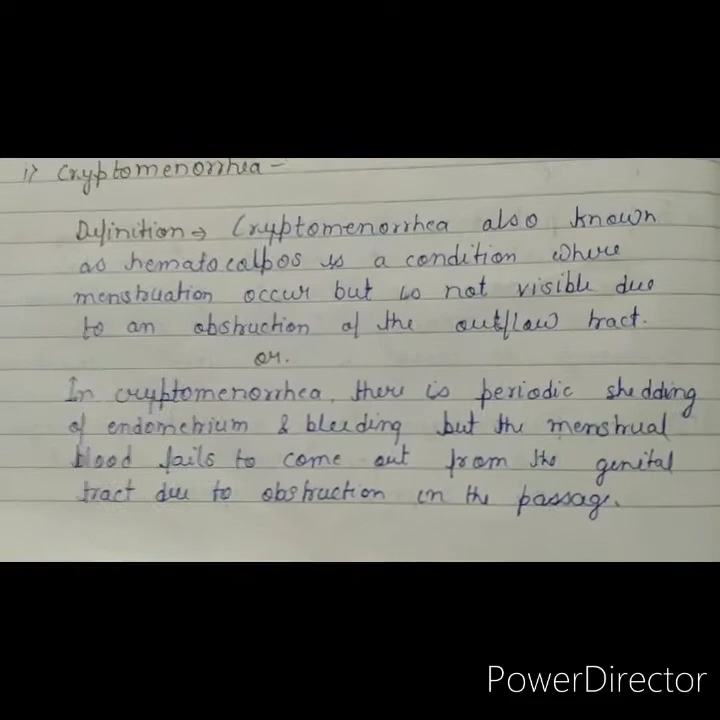 i) Cryptomenorrhea -
Definition → Cryptomenorrhea also known
as hematocalpos is a condition where
menstruation occur but is not visible due
to an obstruction of the outflow tract.
or.
In cryptomenorrhea, there is periodic shedding
of endometrium & bleeding but the menstrual
blood fails to come out from the genital
tract due to obstruction in the passage.
PowerDirector